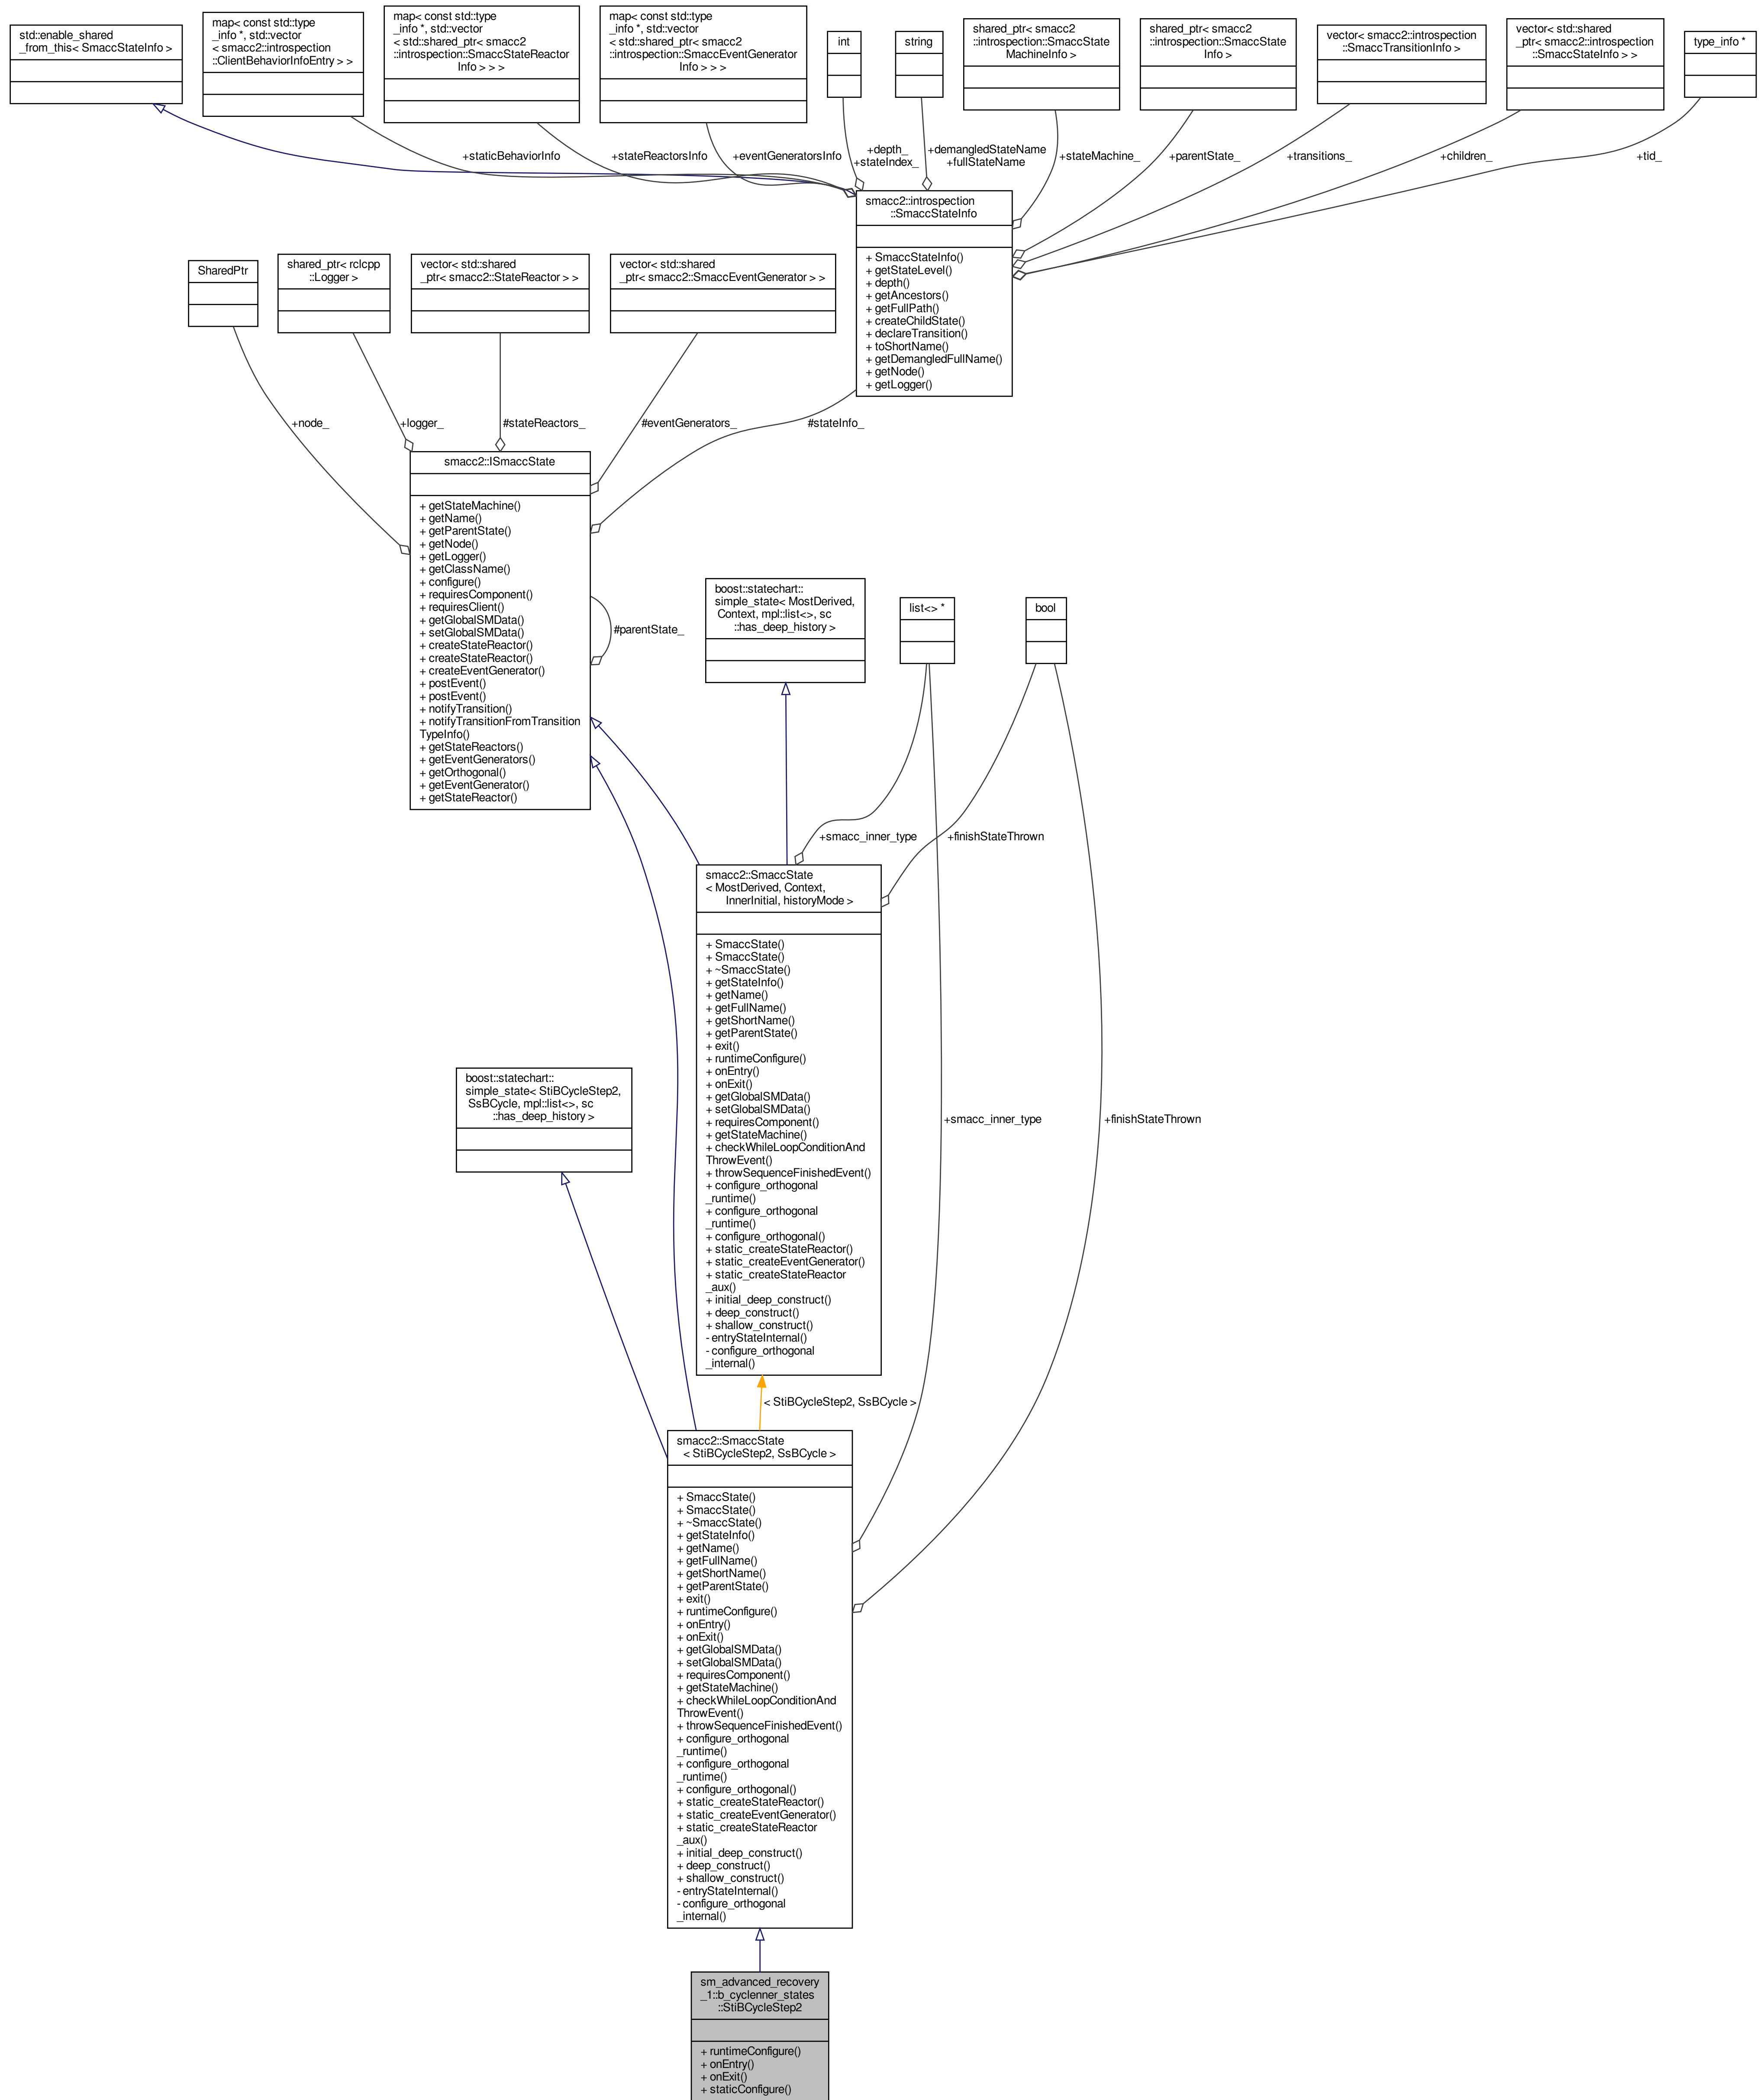 std::enable_shared
_from_this< SmaccStateInfo >
map< const std::type
_info *, std::vector
< smacc2::introspection
::ClientBehaviorInfoEntry > >
map< const std::type
_info *, std::vector
< std::shared_ptr< smacc2
::introspection::SmaccStateReactor
Info > > >
map< const std::type
_info *, std::vector
< std::shared_ptr< smacc2
::introspection::SmaccEventGenerator
Info > > >
int
string
shared_ptr< smacc2
::introspection::SmaccState
MachineInfo >
shared_ptr< smacc2
::introspection::SmaccState
Info >
vector< smacc2::introspection
::SmaccTransitionInfo >
vector< std::shared
_ptr< smacc2::introspection
::SmaccStateInfo > >
type_info *
+staticBehaviorInfo
+stateReactorsInfo
+eventGeneratorsInfo
+depth_
+stateIndex_
+demangledStateName
+fullStateName
+stateMachine_
+parentState_
+transitions_
+children_
+tid_
smacc2::introspection
::SmaccStateInfo
+ SmaccStateInfo()
+ getStateLevel()
+ depth()
+ getAncestors()
+ getFullPath()
+ createChildState()
+ declareTransition()
+ toShortName()
+ getDemangledFullName()
+ getNode()
+ getLogger()
SharedPtr
shared_ptr< rclcpp
::Logger >
vector< std::shared
_ptr< smacc2::StateReactor > >
vector< std::shared
_ptr< smacc2::SmaccEventGenerator > >
+node_
+logger_
#stateReactors_
#eventGenerators_
#stateInfo_
smacc2::ISmaccState
+ getStateMachine()
+ getName()
+ getParentState()
+ getNode()
+ getLogger()
+ getClassName()
+ configure()
+ requiresComponent()
+ requiresClient()
+ getGlobalSMData()
+ setGlobalSMData()
+ createStateReactor()
+ createStateReactor()
+ createEventGenerator()
+ postEvent()
+ postEvent()
+ notifyTransition()
+ notifyTransitionFromTransition
TypeInfo()
+ getStateReactors()
+ getEventGenerators()
+ getOrthogonal()
+ getEventGenerator()
+ getStateReactor()
#parentState_
boost::statechart::
simple_state< MostDerived,
Context, mpl::list<>, sc
::has_deep_history >
list<> *
bool
+smacc_inner_type
+finishStateThrown
smacc2::SmaccState
< MostDerived, Context,
InnerInitial, historyMode >
+ SmaccState()
+ SmaccState()
+ ~SmaccState()
+ getStateInfo()
+ getName()
+ getFullName()
+ getShortName()
+ getParentState()
+ exit()
+ runtimeConfigure()
+ onEntry()
+ onExit()
+ getGlobalSMData()
+ setGlobalSMData()
+ requiresComponent()
+ getStateMachine()
+ checkWhileLoopConditionAnd
ThrowEvent()
+ throwSequenceFinishedEvent()
+ configure_orthogonal
_runtime()
+ configure_orthogonal
_runtime()
+ configure_orthogonal()
+ static_createStateReactor()
+ static_createEventGenerator()
+ static_createStateReactor
_aux()
+ initial_deep_construct()
+ deep_construct()
+ shallow_construct()
- entryStateInternal()
- configure_orthogonal
_internal()
boost::statechart::
simple_state< StiBCycleStep2,
SsBCycle, mpl::list<>, sc
::has_deep_history >
+smacc_inner_type
+finishStateThrown
< StiBCycleStep2, SsBCycle >
smacc2::SmaccState
< StiBCycleStep2, SsBCycle >
+ SmaccState()
+ SmaccState()
+ ~SmaccState()
+ getStateInfo()
+ getName()
+ getFullName()
+ getShortName()
+ getParentState()
+ exit()
+ runtimeConfigure()
+ onEntry()
+ onExit()
+ getGlobalSMData()
+ setGlobalSMData()
+ requiresComponent()
+ getStateMachine()
+ checkWhileLoopConditionAnd
ThrowEvent()
+ throwSequenceFinishedEvent()
+ configure_orthogonal
_runtime()
+ configure_orthogonal
_runtime()
+ configure_orthogonal()
+ static_createStateReactor()
+ static_createEventGenerator()
+ static_createStateReactor
_aux()
+ initial_deep_construct()
+ deep_construct()
+ shallow_construct()
- entryStateInternal()
- configure_orthogonal
_internal()
sm_advanced_recovery
_1::b_cyclenner_states
::StiBCycleStep2
+ runtimeConfigure()
+ onEntry()
+ onExit()
+ staticConfigure()